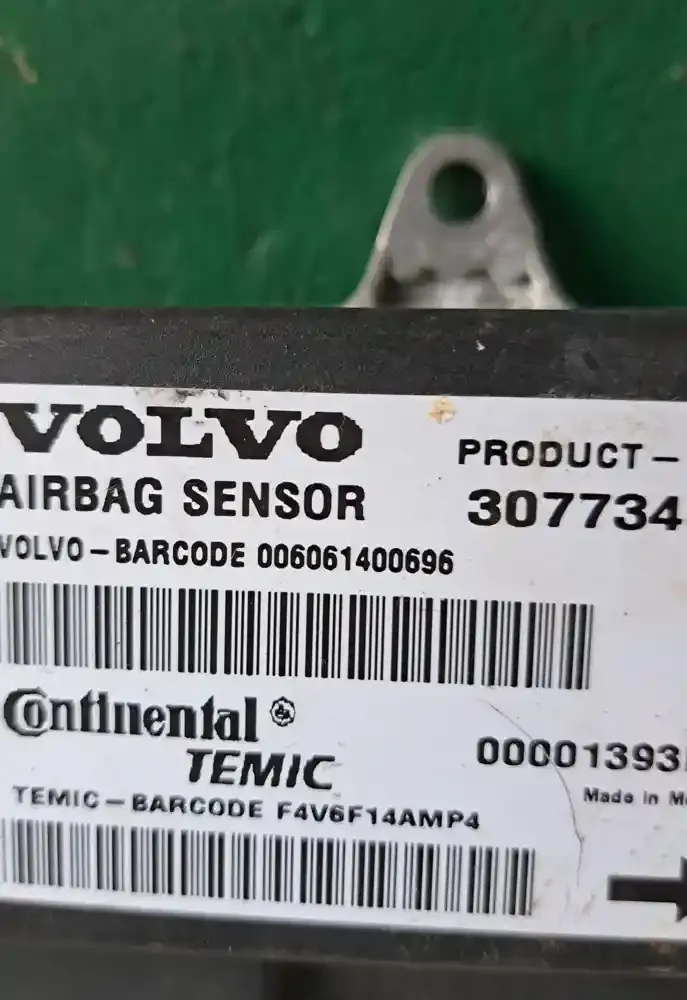 VOLVO
PRODUCT-
AIRBAG SENSOR
307734
VOLVO-BARCODE 006061400696
Continental
TEMIC
00001393
Made in M
TEMIC-BARCODE F4V6F14AMP4